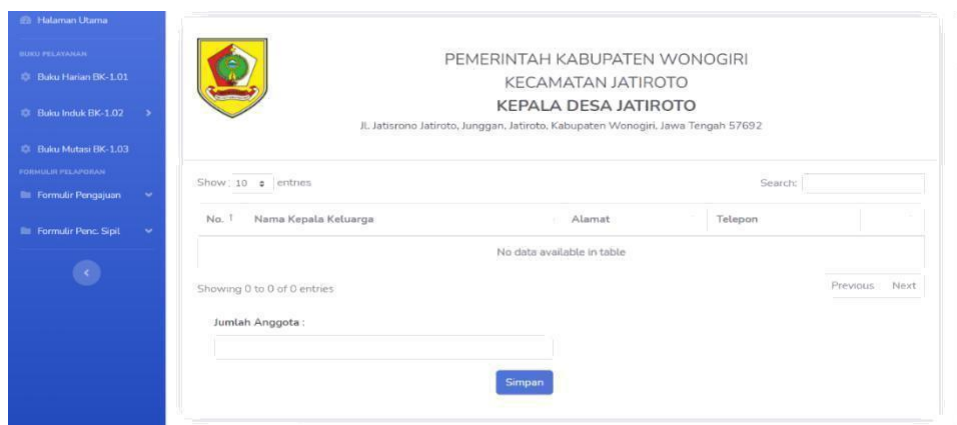 Halaman Utama
BUKU PELAYANAN
Buku Harian BK-1.01
Buku Induk BK-1.02
Buku Mutasi BK-1.03
FORMULIR PELAPORAN
Formulir Pengajuan
Formulir Penc. Sipil
PEMERINTAH KABUPATEN WONOGIRI
KECAMATAN JATIROTO
KEPALA DESA JATIROTO
Jl. Jatisrono Jatiroto, Junggan, Jatiroto, Kabupaten Wonogiri, Jawa Tengah 57692
Show 10 entries Search:
No. Nama Kepala Keluarga Alamat Telepon
No data available in table
Showing 0 to 0 of 0 entries Previous Next
Jumlah Anggota :
Simpan